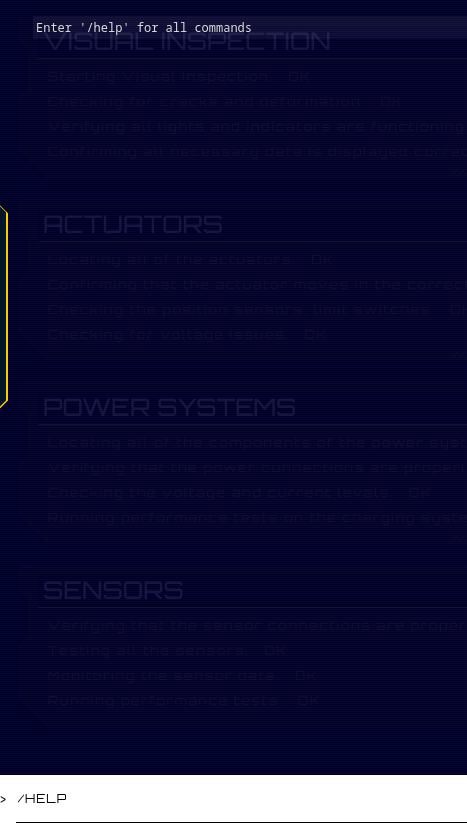 Enter '/help' for all commands
VISUAL INSPECTION
Starting Visual Inspection... OK
Checking for cracks and deformation... OK
Verifying all lights and indicators are functioning
Confirming all necessary data is displayed
ACTUATORS
Locating all of the actuators... OK
Confirming that the actuator moves in the
Checking the position sensors, limit switches...
Checking for voltage issues... OK
POWER SYSTEMS
Locating all of the components of the power
Verifying that the power connections are
Checking the voltage and current levels... OK
Running performance tests on the charging
SENSORS
Verifying that the sensor connections are
Testing all the sensors... OK
Monitoring the sensor data... OK
Running performance tests... OK
> /HELP